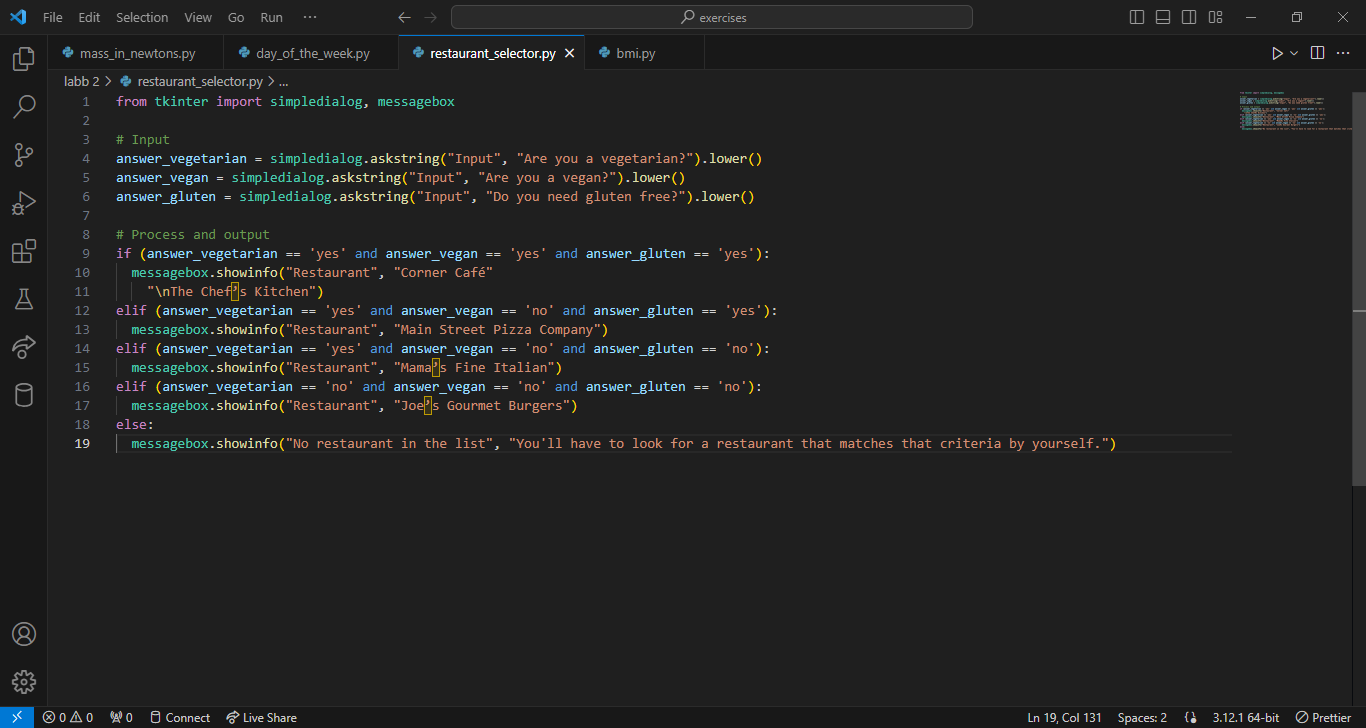 File Edit Selection View Go Run ···
exercises
mass_in_newtons.py day_of_the_week.py restaurant_selector.py bmi.py
labb 2 > restaurant_selector.py > ...
1 from tkinter import simpledialog, messagebox
2
3 # Input
4 answer_vegetarian = simpledialog.askstring("Input", "Are you a vegetarian?").lower()
5 answer_vegan = simpledialog.askstring("Input", "Are you a vegan?").lower()
6 answer_gluten = simpledialog.askstring("Input", "Do you need gluten free?").lower()
7
8 # Process and output
9 if (answer_vegetarian == 'yes' and answer_vegan == 'yes' and answer_gluten == 'yes'):
10 messagebox.showinfo("Restaurant", "Corner Café"
11 "\nThe Chef’s Kitchen")
12 elif (answer_vegetarian == 'yes' and answer_vegan == 'no' and answer_gluten == 'yes'):
13 messagebox.showinfo("Restaurant", "Main Street Pizza Company")
14 elif (answer_vegetarian == 'yes' and answer_vegan == 'no' and answer_gluten == 'no'):
15 messagebox.showinfo("Restaurant", "Mama’s Fine Italian")
16 elif (answer_vegetarian == 'no' and answer_vegan == 'no' and answer_gluten == 'no'):
17 messagebox.showinfo("Restaurant", "Joe’s Gourmet Burgers")
18 else:
19 messagebox.showinfo("No restaurant in the list", "You'll have to look for a restaurant that matches that criteria by yourself.")
0 0 0 Connect Live Share Ln 19, Col 131 Spaces: 2 3.12.1 64-bit Prettier